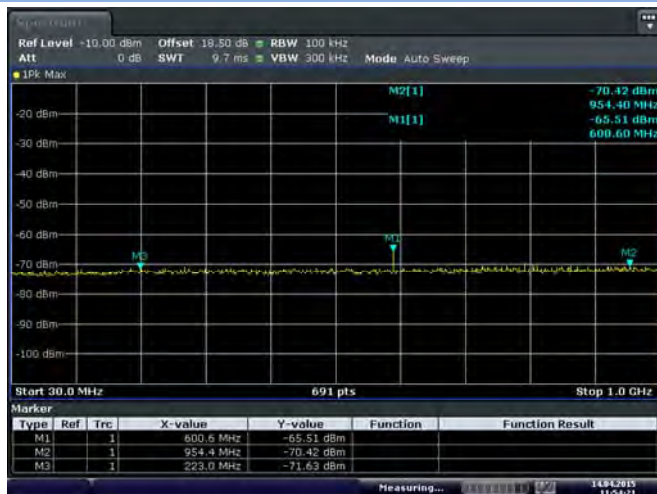 Spectrum
Ref Level -10.00 dBm Offset 18.50 dB RBW 100 kHz
Att 0 dB SWT 9.7 ms VBW 300 kHz Mode Auto Sweep
1Pk Max
M2[1] -70.42 dBm
954.40 MHz
M1[1] -65.51 dBm
600.60 MHz
-20 dBm
-30 dBm
-40 dBm
-50 dBm
-60 dBm
M1
M3
M2
-70 dBm
-80 dBm
-90 dBm
-100 dBm
Start 30.0 MHz 691 pts Stop 1.0 GHz
Marker
Type Ref Trc X-value Y-value Function Function Result
M1 1 600.6 MHz -65.51 dBm
M2 1 954.4 MHz -70.42 dBm
M3 1 223.0 MHz -71.63 dBm
Measuring... 14.04.2015
11:54:21